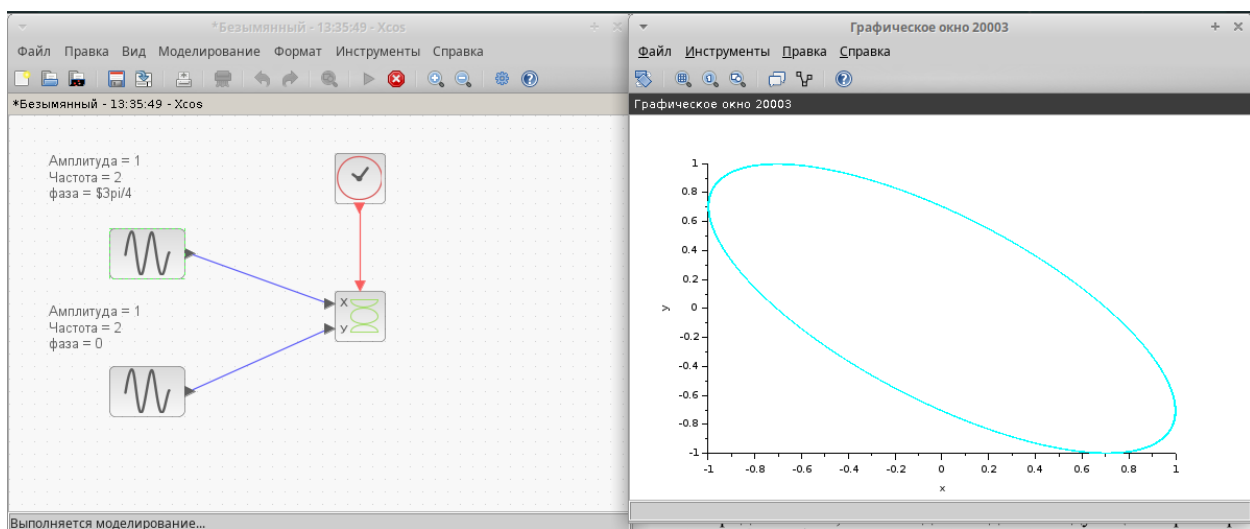 *Безымянный - 13:35:49 - Xcos
Файл Правка Вид Моделирование Формат Инструменты Справка
*Безымянный - 13:35:49 - Xcos
Амплитуда = 1
Частота = 2
фаза = $3pi/4
Амплитуда = 1
Частота = 2
фаза = 0
X
y
Выполняется моделирование...
Графическое окно 20003
Файл Инструменты Правка Справка
Графическое окно 20003
1
0.8
0.6
0.4
0.2
0
-0.2
-0.4
-0.6
-0.8
-1
y
-1 -0.8 -0.6 -0.4 -0.2 0 0.2 0.4 0.6 0.8 1
x